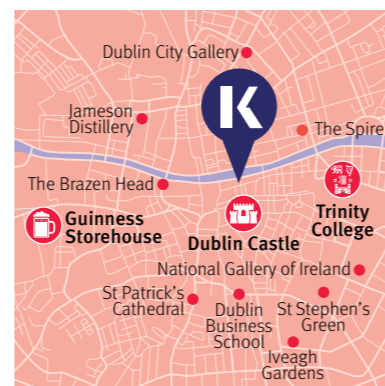 Dublin City Gallery
K
Jameson
Distillery
The Spire
The Brazen Head
Guinness
Storehouse
Trinity
College
Dublin Castle
National Gallery of Ireland
St Patrick's
Cathedral
Dublin
Business
School
St Stephen's
Green
Iveagh
Gardens